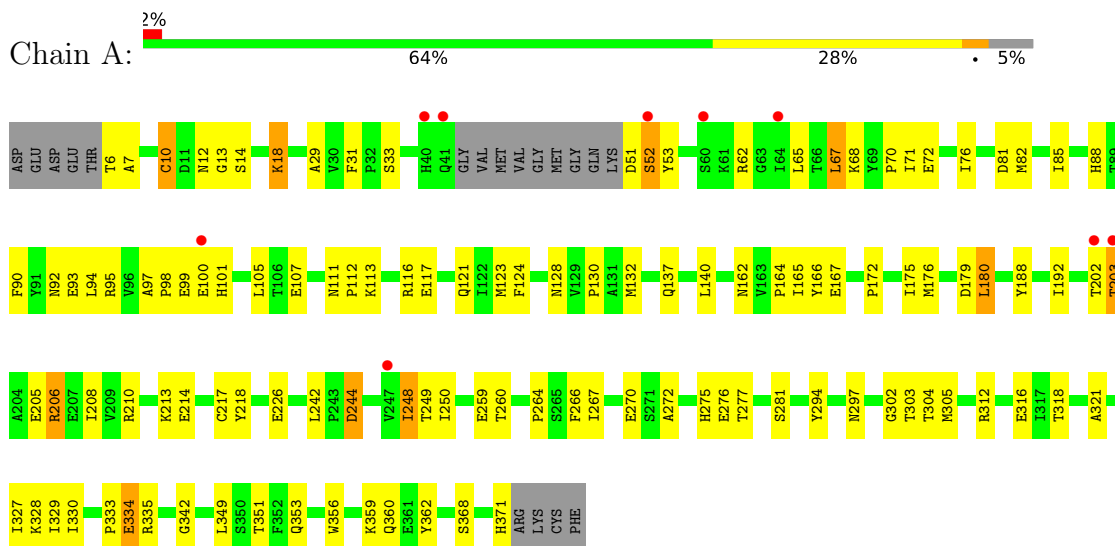 2%
Chain A:
64% 28% • 5%
ASP GLU ASP GLU THR T6 A7 C10 D11 N12 G13 S14 K18 A29 V30 F31 P32 S33 H40 Q41 GLY VAL MET VAL GLY MET GLY GLN LYS D51 S52 Y53 S60 K61 R62 G63 I64 L65 T66 L67 K68 Y69 P70 I71 E72 I76 D81 M82 I85 H88 T89
F90 Y91 N92 E93 L94 R95 V96 A97 P98 E99 E100 H101 L105 T106 E107 N111 P112 K113 R116 E117 Q121 I122 M123 F124 N128 V129 P130 A131 M132 Q137 L140 N162 V163 P164 I165 Y166 E167 P172 I175 M176 D179 L180 Y188 I192 T202 T203
A204 E205 R206 E207 I208 V209 R210 K213 E214 C217 Y218 E226 L242 P243 D244 V247 I248 T249 I250 E259 T260 P264 S265 F266 I267 E270 S271 A272 H275 E276 T277 S281 Y294 N297 G302 T303 T304 M305 R312 E316 I317 T318 A321
I327 K328 I329 I330 P333 E334 R335 G342 L349 S350 T351 F352 Q353 W356 K359 Q360 E361 Y362 S368 H371 ARG LYS CYS PHE